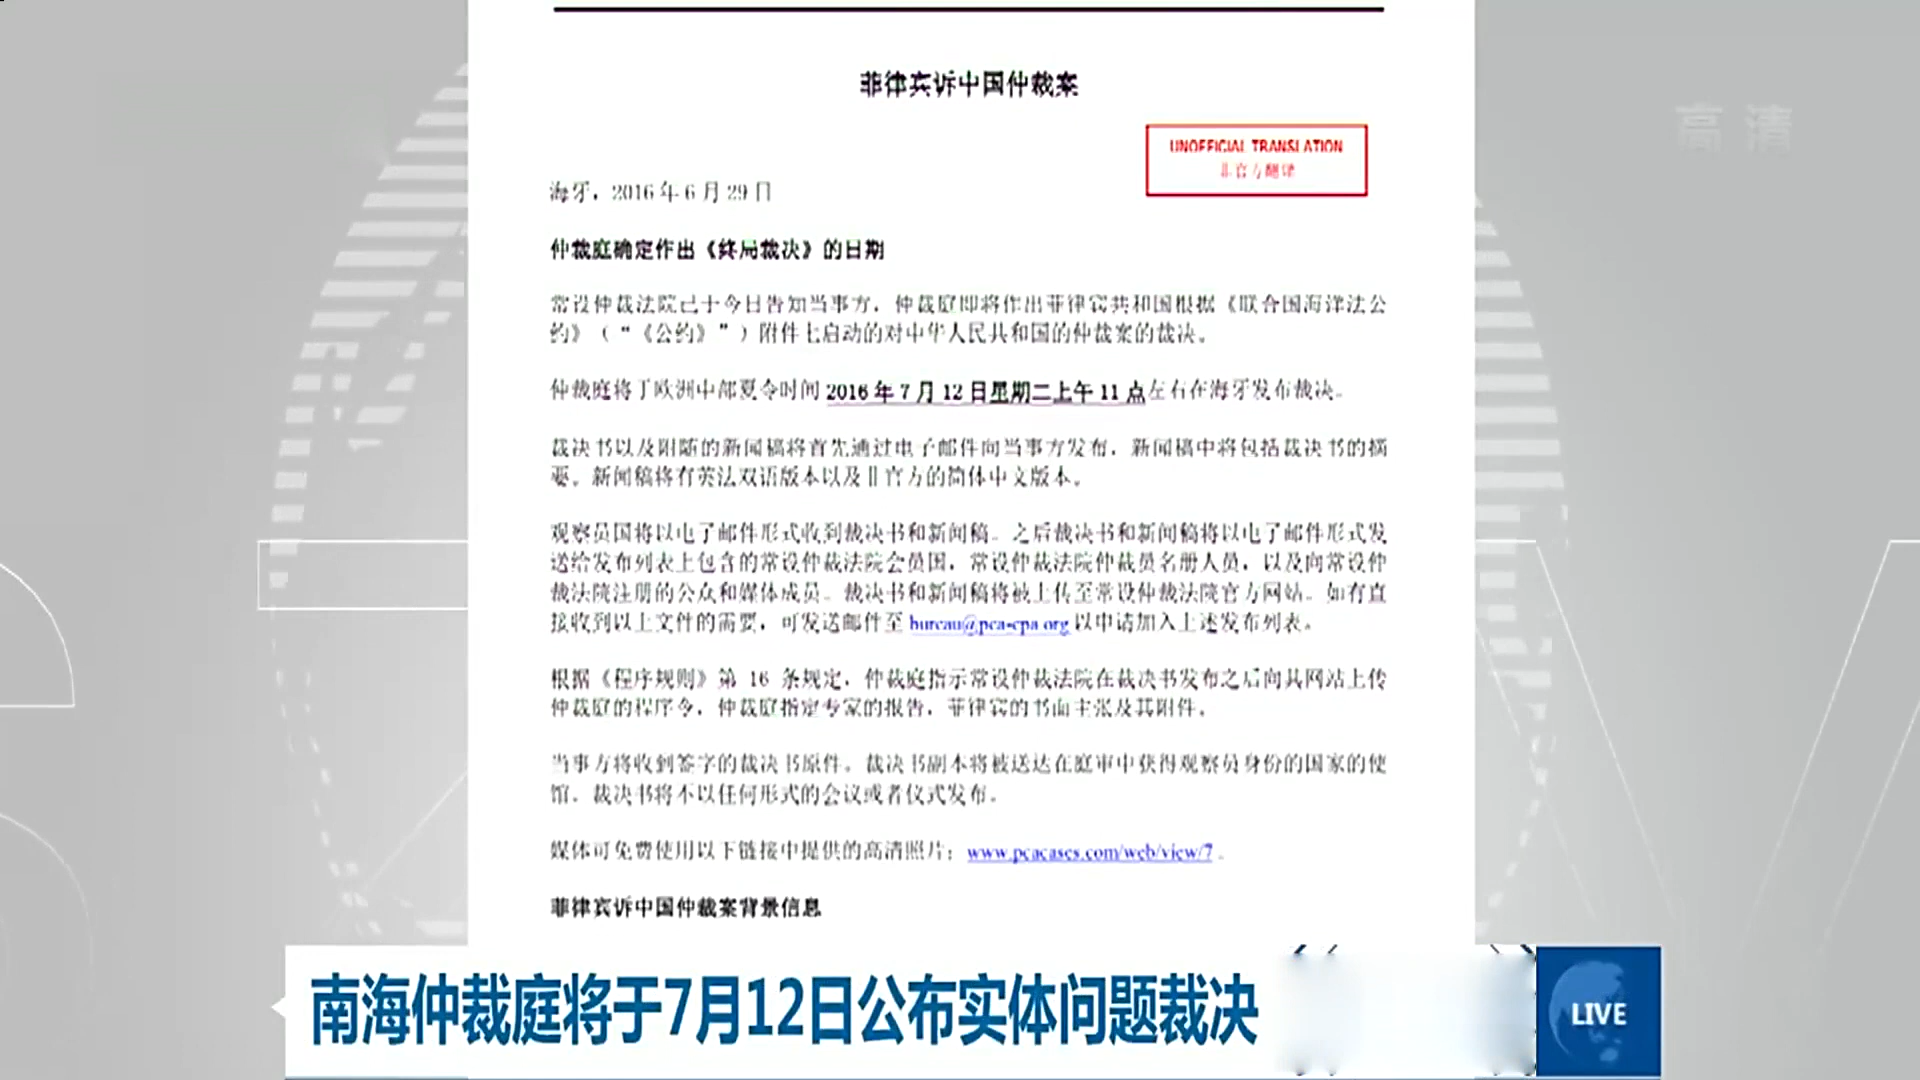 菲律宾诉中国仲裁案
高清
UNOFFICIAL TRANSLATION
非官方翻译
海牙，2016 年 6 月 29 日
仲裁庭确定作出《终局裁决》的日期
常设仲裁法院已于今日告知当事方，仲裁庭即将作出菲律宾共和国根据《联合国海洋法公
约》（“《公约》”）附件七启动的对中华人民共和国的仲裁案的裁决。
仲裁庭将于欧洲中部夏令时间 2016 年 7 月 12 日星期二上午 11 点左右在海牙发布裁决。
裁决书以及附随的新闻稿将首先通过电子邮件向当事方发布，新闻稿中将包括裁决书的摘
要。新闻稿将有英法双语版本以及非官方的简体中文版本。
观察员国将以电子邮件形式收到裁决书和新闻稿。之后裁决书和新闻稿将以电子邮件形式发
送给发布列表上包含的常设仲裁法院会员国，常设仲裁法院仲裁员名册人员，以及向常设仲
裁法院注册的公众和媒体成员。裁决书和新闻稿将被上传至常设仲裁法院官方网站。如有直
接收到以上文件的需要，可发送邮件至 bureau@pca-cpa.org 以申请加入上述发布列表。
根据《程序规则》第 16 条规定，仲裁庭指示常设仲裁法院在裁决书发布之后向其网站上传
仲裁庭的程序令，仲裁庭指定专家的报告，菲律宾的书面主张及其附件。
当事方将收到签字的裁决书原件。裁决书副本将被送达在庭审中获得观察员身份的国家的使
馆。裁决书将不以任何形式的会议或者仪式发布。
媒体可免费使用以下链接中提供的高清照片：www.pcacases.com/web/view/7 。
菲律宾诉中国仲裁案背景信息
南海仲裁庭将于7月12日公布实体问题裁决
LIVE